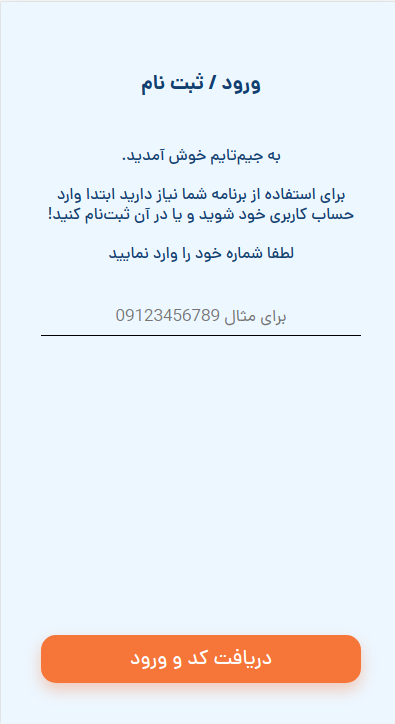 ورود / ثبت نام
به جیم‌تایم خوش آمدید.
برای استفاده از برنامه شما نیاز دارید ابتدا وارد
حساب کاربری خود شوید و یا در آن ثبت‌نام کنید!
لطفا شماره خود را وارد نمایید
برای مثال 09123456789
دریافت کد و ورود